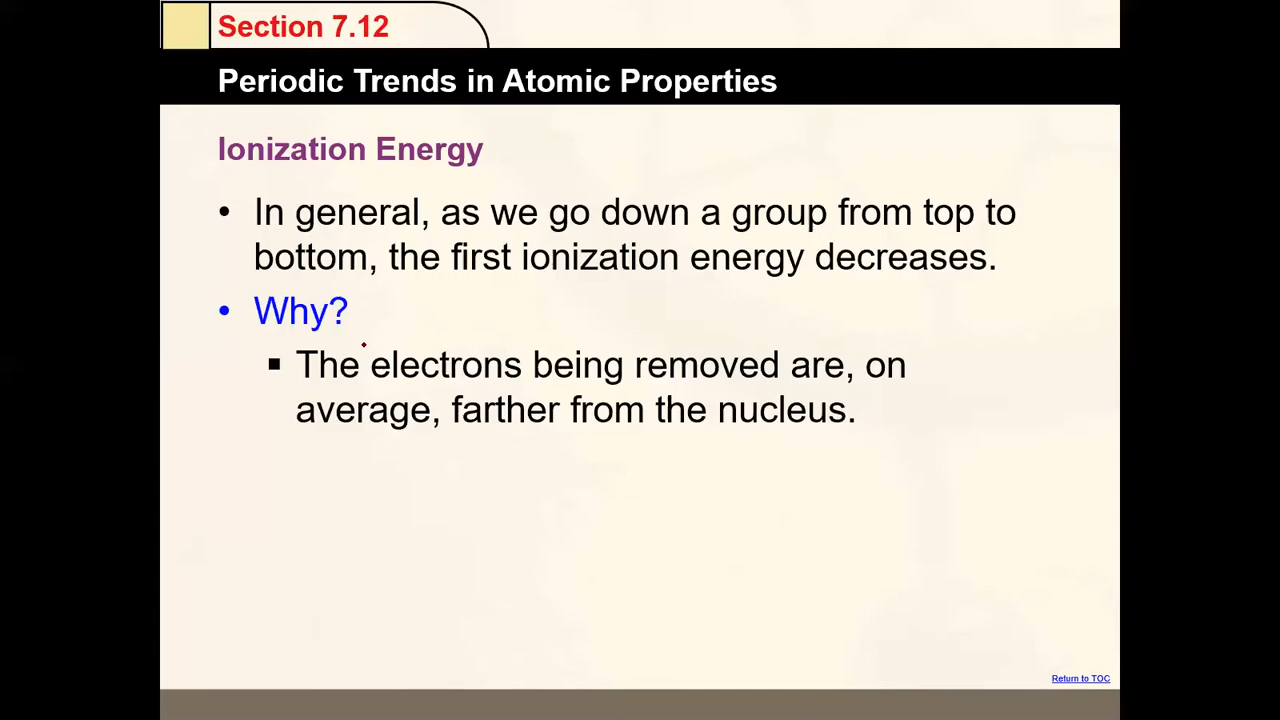 Section 7.12
Periodic Trends in Atomic Properties
Ionization Energy
• In general, as we go down a group from top to
bottom, the first ionization energy decreases.
• Why?
▪ The electrons being removed are, on
average, farther from the nucleus.
Return to TOC